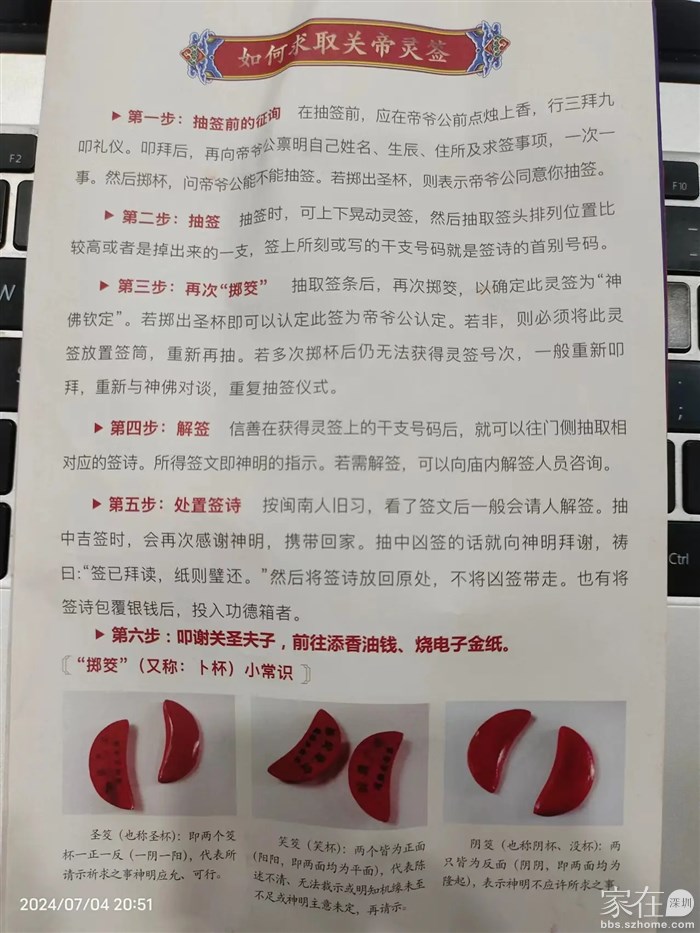 如何求取关帝灵签
▶ 第一步：抽签前的征询 在抽签前，应在帝爷公前点烛上香，行三拜九
叩礼仪。叩拜后，再向帝爷公禀明自己姓名、生辰、住所及求签事项，一次一
事。然后掷杯，问帝爷公能不能抽签。若掷出圣杯，则表示帝爷公同意你抽签。
▶ 第二步：抽签 抽签时，可上下晃动灵签，然后抽取签头排列位置比
较高或者是掉出来的一支，签上所刻或写的干支号码就是签诗的首别号码。
▶ 第三步：再次“掷筊” 抽取签条后，再次掷筊，以确定此灵签为“神
佛钦定”。若掷出圣杯即可以认定此签为帝爷公认定。若非，则必须将此灵
签放置签筒，重新再抽。若多次掷杯后仍无法获得灵签号次，一般重新叩
拜，重新与神佛对谈，重复抽签仪式。
▶ 第四步：解签 信善在获得灵签上的干支号码后，就可以往门侧抽取相
对应的签诗。所得签文即神明的指示。若需解签，可以向庙内解签人员咨询。
▶ 第五步：处置签诗 按闽南人旧习，看了签文后一般会请人解签。抽
中吉签时，会再次感谢神明，携带回家。抽中凶签的话就向神明拜谢，祷
曰：“签已拜读，纸则璧还。”然后将签诗放回原处，不将凶签带走。也有将
签诗包覆银钱后，投入功德箱者。
▶ 第六步：叩谢关圣夫子，前往添香油钱、烧电子金纸。
〖“掷筊”（又称：卜杯）小常识〗
圣筊（也称圣杯）：即两个筊
杯一正一反（一阴一阳），代表所
请示祈求之事神明应允、可行。
笑筊（笑杯）：两个皆为正面
（阳阳，即两面均为平面），代表陈
述不清、无法裁示或明知机缘未至
不足或神明主意未定，再请示。
阴筊（也称阴杯、没杯）：两
只皆为反面（阴阴，即两面均为
隆起），表示神明不应许所求之事
2024/07/04 20:51
家在深圳
bbs.szhome.com
F2
W
F10
Ctrl